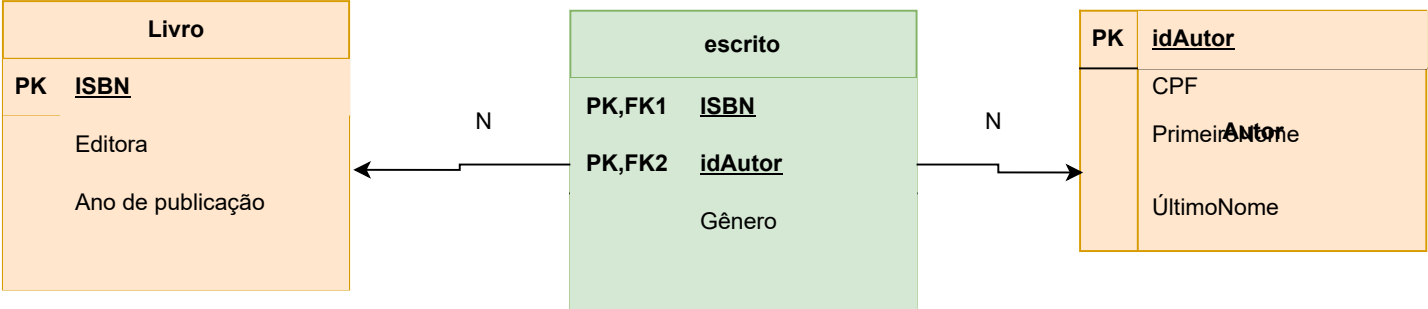 Livro
PK ISBN
Editora
Ano de publicação
N
escrito
PK,FK1 ISBN
PK,FK2 idAutor
Gênero
N
PK idAutor
CPF
PrimeiroNome
Autor
ÚltimoNome